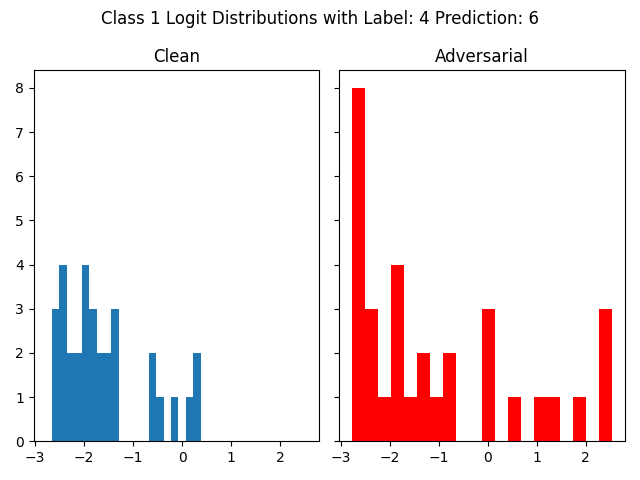 Class 1 Logit Distributions with Label: 4 Prediction: 6
Clean
Adversarial
8
7
6
5
4
3
2
1
0
−3 −2 −1 0 1 2
−3 −2 −1 0 1 2